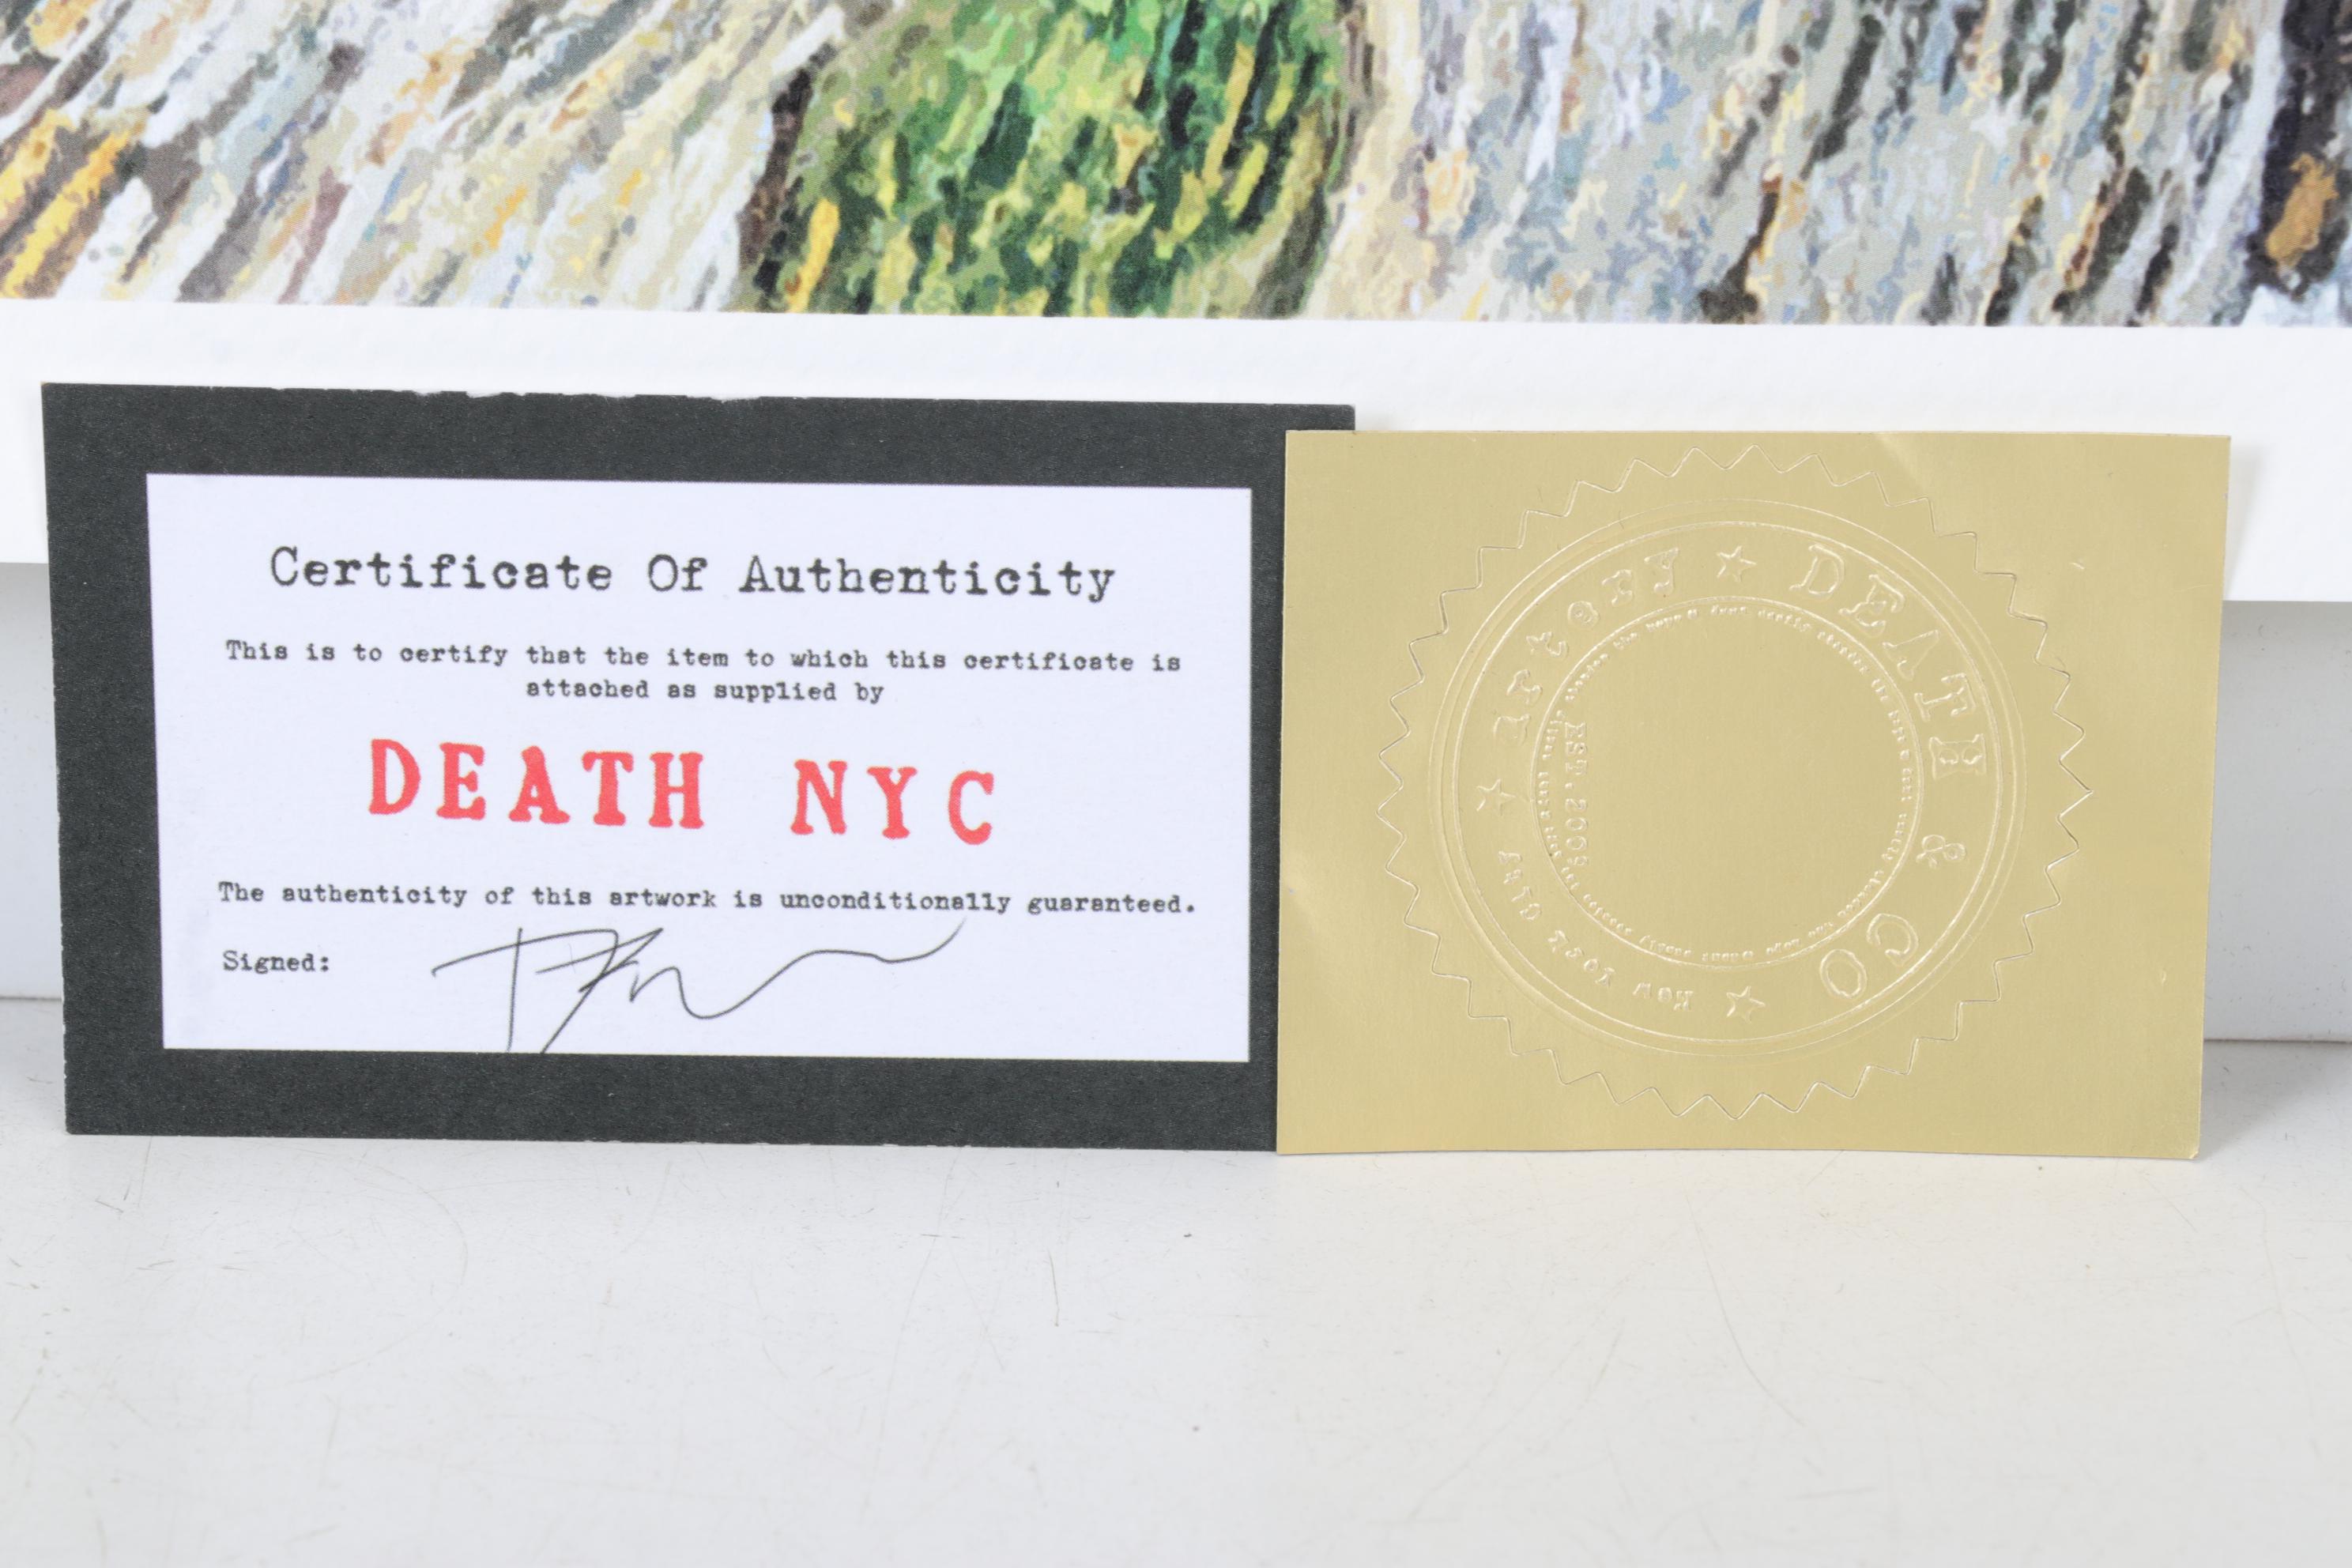 Certificate Of Authenticity
This is to certify that the item to which this certificate is
attached as supplied by
DEATH NYC
The authenticity of this artwork is unconditionally guaranteed.
Signed:
DEATH & CO
New York City
EST. 2009